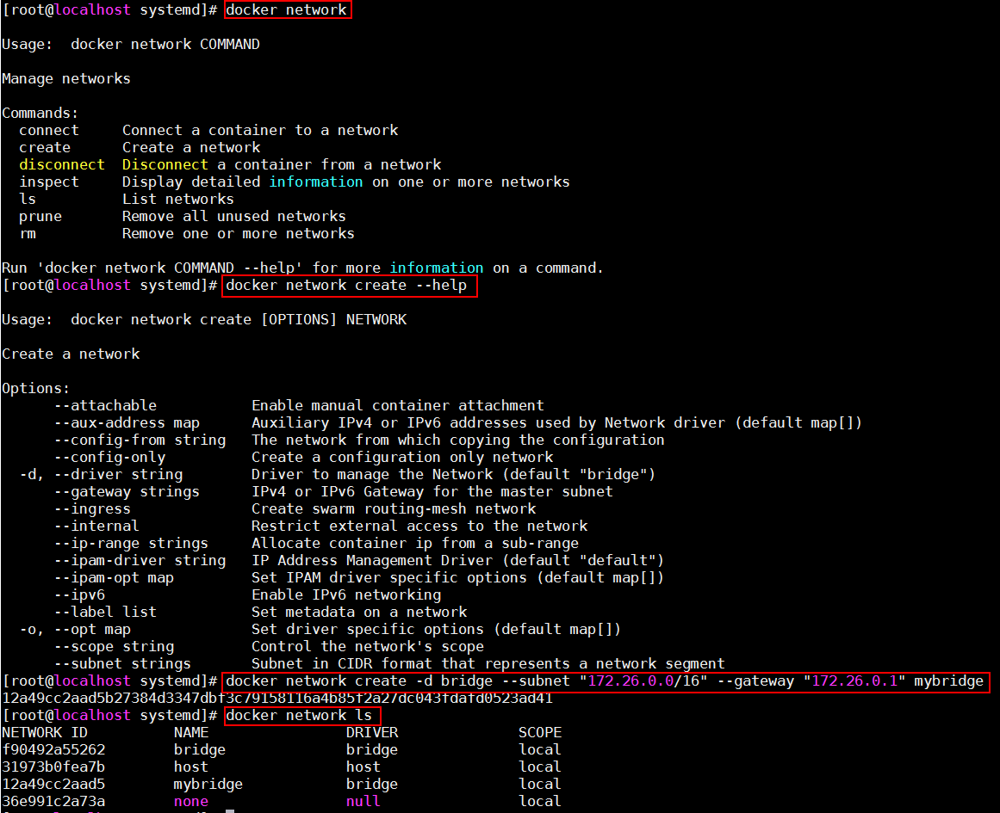 [root@localhost systemd]# docker network
Usage:  docker network COMMAND
Manage networks
Commands:
  connect     Connect a container to a network
  create      Create a network
  disconnect  Disconnect a container from a network
  inspect     Display detailed information on one or more networks
  ls          List networks
  prune       Remove all unused networks
  rm          Remove one or more networks
Run 'docker network COMMAND --help' for more information on a command.
[root@localhost systemd]# docker network create --help
Usage:  docker network create [OPTIONS] NETWORK
Create a network
Options:
      --attachable           Enable manual container attachment
      --aux-address map      Auxiliary IPv4 or IPv6 addresses used by Network driver (default map[])
      --config-from string   The network from which copying the configuration
      --config-only          Create a configuration only network
  -d, --driver string        Driver to manage the Network (default "bridge")
      --gateway strings      IPv4 or IPv6 Gateway for the master subnet
      --ingress              Create swarm routing-mesh network
      --internal             Restrict external access to the network
      --ip-range strings     Allocate container ip from a sub-range
      --ipam-driver string   IP Address Management Driver (default "default")
      --ipam-opt map         Set IPAM driver specific options (default map[])
      --ipv6                 Enable IPv6 networking
      --label list           Set metadata on a network
  -o, --opt map              Set driver specific options (default map[])
      --scope string         Control the network's scope
      --subnet strings       Subnet in CIDR format that represents a network segment
[root@localhost systemd]# docker network create -d bridge --subnet "172.26.0.0/16" --gateway "172.26.0.1" mybridge
12a49cc2aad5b27384d3347dbf3c79158116a4b85f2a27dc043fdafd0523ad41
[root@localhost systemd]# docker network ls
NETWORK ID          NAME                DRIVER              SCOPE
f90492a55262        bridge              bridge              local
31973b0fea7b        host                host                local
12a49cc2aad5        mybridge            bridge              local
36e991c2a73a        none                null                local